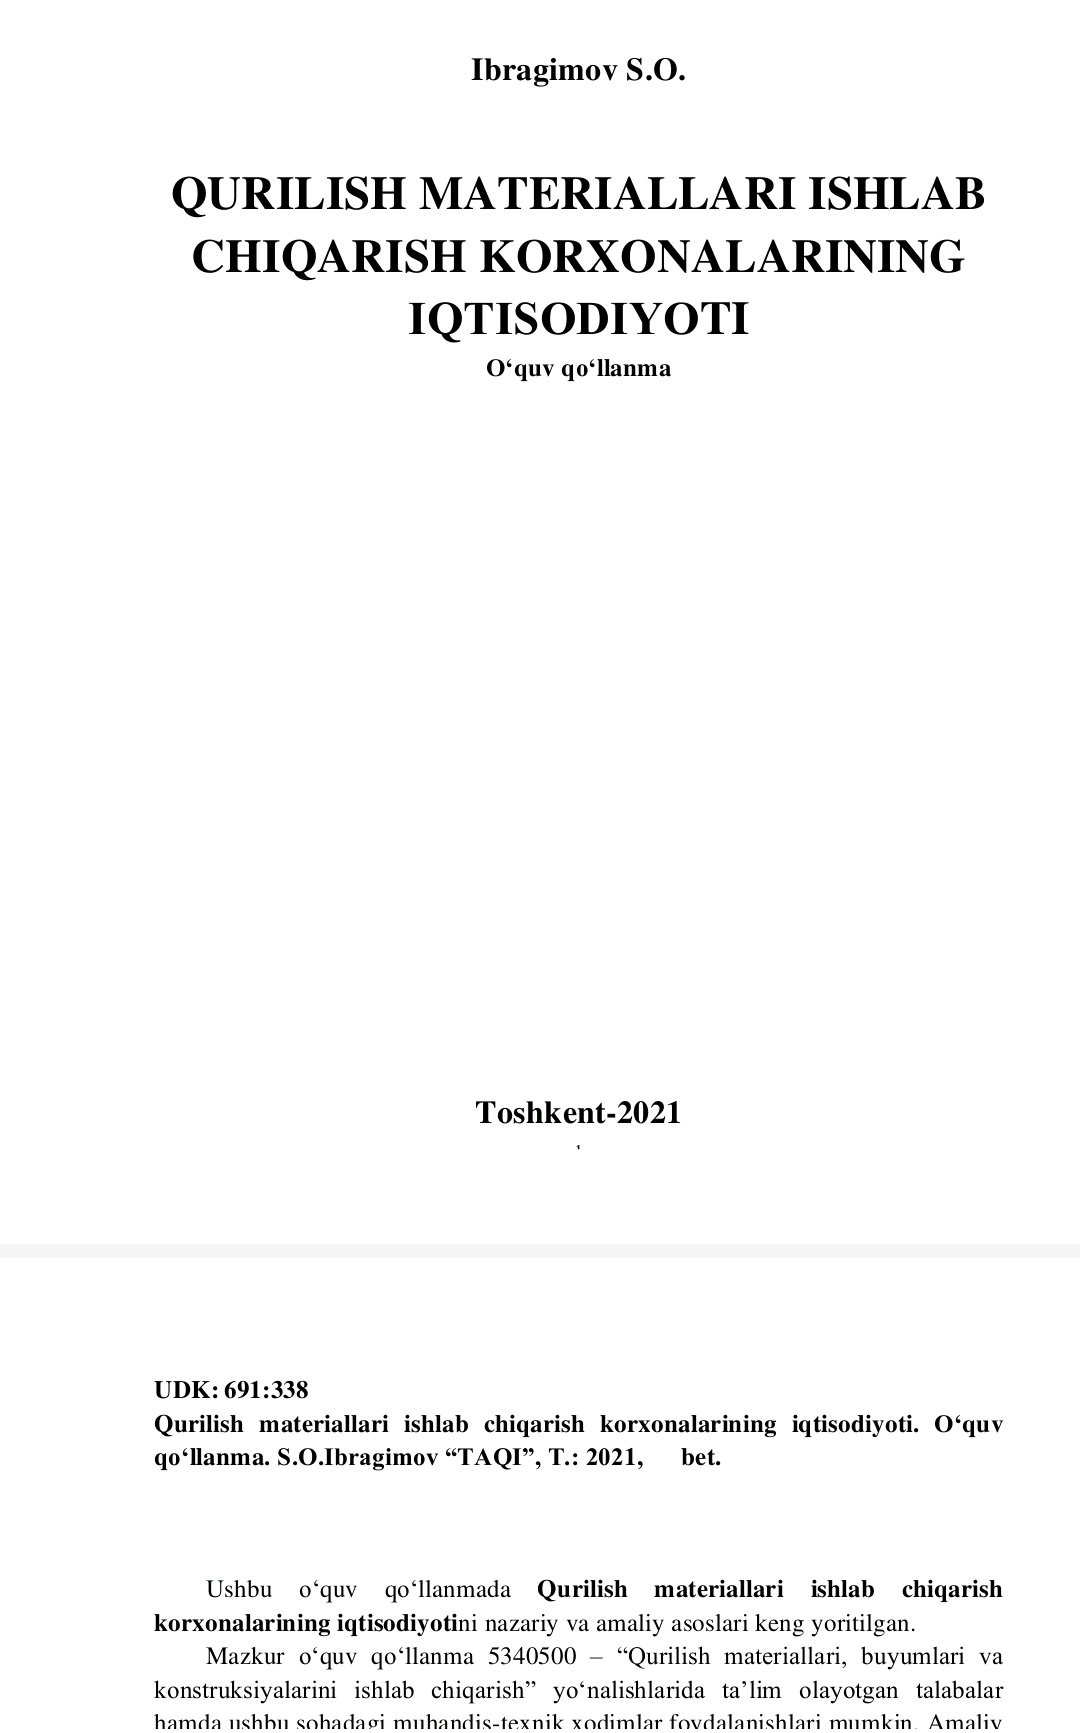 Ibragimov S.O.
QURILISH MATERIALLARI ISHLAB
CHIQARISH KORXONALARINING
IQTISODIYOTI
O‘quv qo‘llanma
Toshkent-2021
1
UDK: 691:338
Qurilish materiallari ishlab chiqarish korxonalarining iqtisodiyoti. O‘quv
qo‘llanma. S.O.Ibragimov “TAQI”, T.: 2021, bet.
Ushbu o‘quv qo‘llanmada Qurilish materiallari ishlab chiqarish
korxonalarining iqtisodiyotini nazariy va amaliy asoslari keng yoritilgan.
Mazkur o‘quv qo‘llanma 5340500 – “Qurilish materiallari, buyumlari va
konstruksiyalarini ishlab chiqarish” yo‘nalishlarida ta’lim olayotgan talabalar
hamda ushbu sohadagi muhandis-texnik xodimlar foydalanishlari mumkin. Amaliy